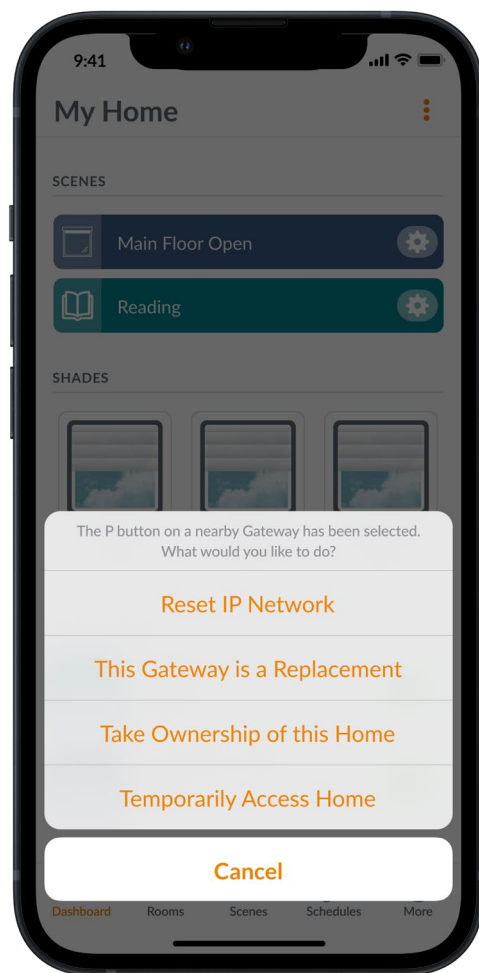 9:41
My Home
SCENES
Main Floor Open
Reading
SHADES
The P button on a nearby Gateway has been selected.
What would you like to do?
Reset IP Network
This Gateway is a Replacement
Take Ownership of this Home
Temporarily Access Home
Cancel
Dashboard Rooms Scenes Schedules More